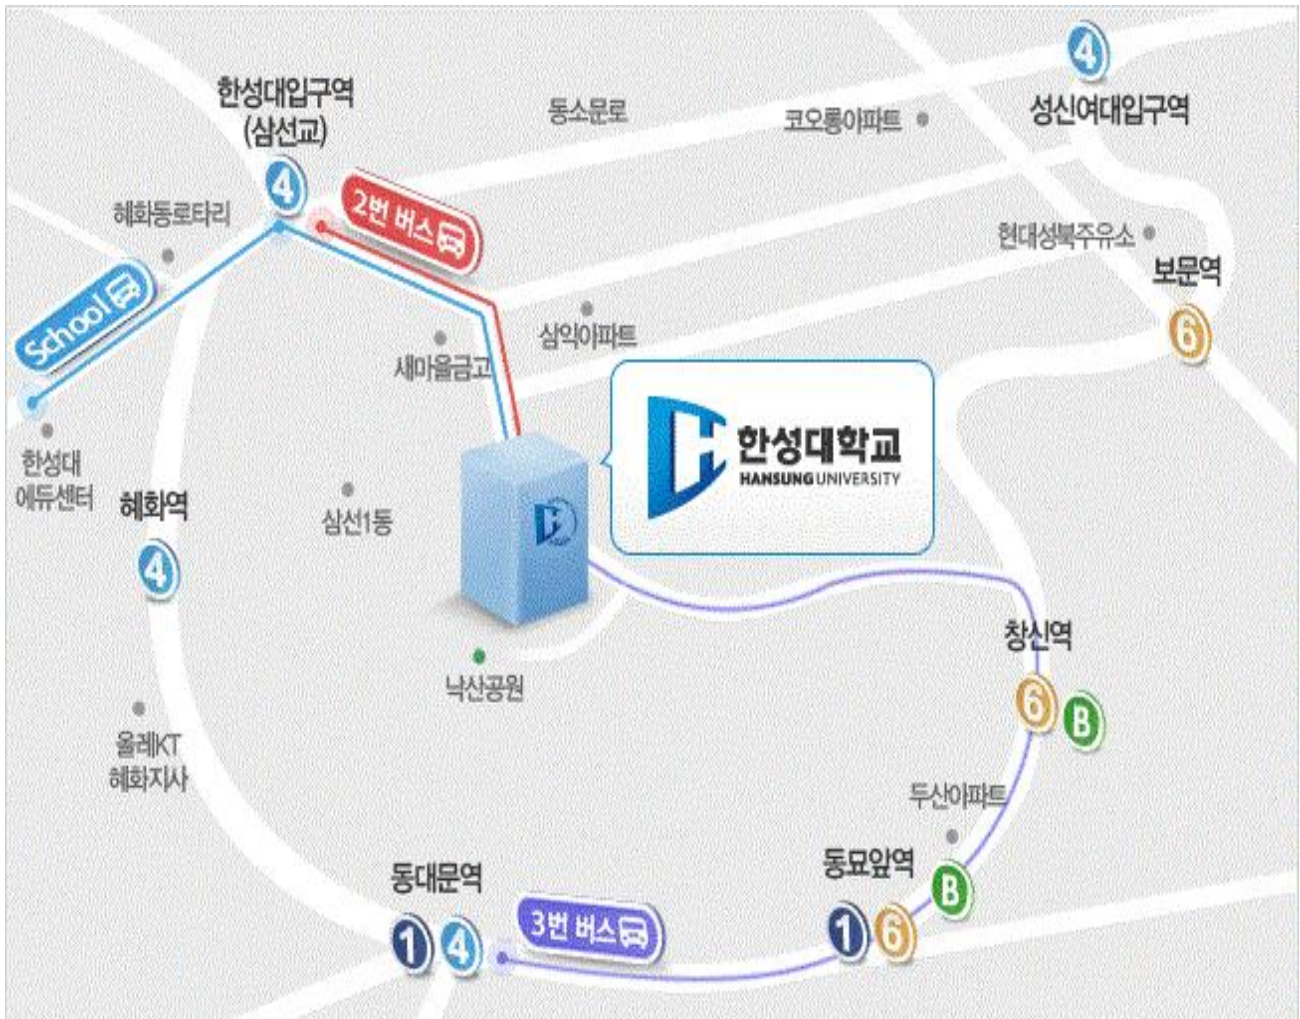 4
성신여대입구역
한성대입구역
(삼선교)
동소문로
코오롱아파트
4
2번 버스
혜화동로타리
현대성북주유소
보문역
School
삼익아파트
6
새마을금고
한성대학교
HANSUNG UNIVERSITY
한성대
에듀센터
혜화역
삼선1동
4
창신역
낙산공원
6
B
올레KT
혜화지사
두산아파트
동대문역
동묘앞역
B
1
4
3번 버스
1
6